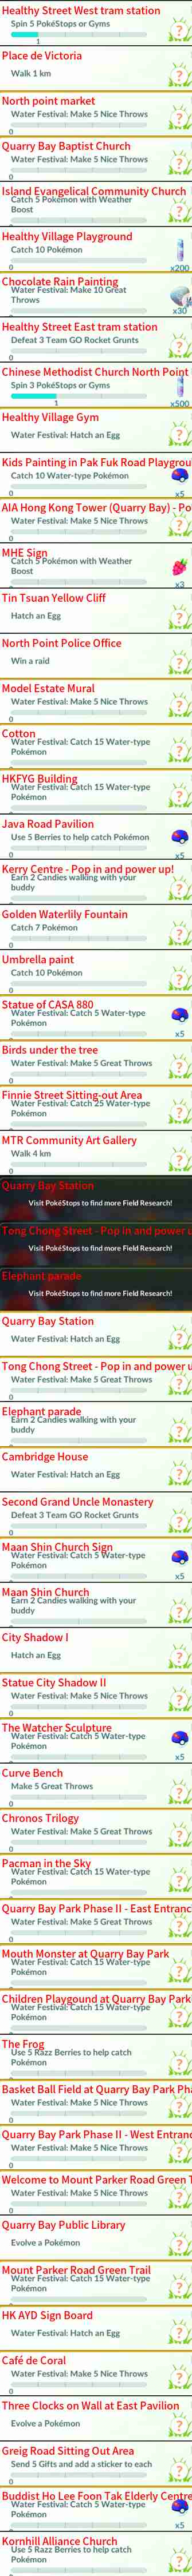 Healthy Street West tram station
Spin 5 PokéStops or Gyms
1
Place de Victoria
Walk 1 km
North point market
Water Festival: Make 5 Nice Throws
0
Quarry Bay Baptist Church
Water Festival: Make 5 Nice Throws
0
Island Evangelical Community Church
Catch 5 Pokémon with Weather
Boost
Healthy Village Playground
Catch 10 Pokémon
0
x200
Chocolate Rain Painting
Water Festival: Make 10 Great
Throws
x30
Healthy Street East tram station
Defeat 3 Team GO Rocket Grunts
0
Chinese Methodist Church North Point
Spin 3 PokéStops or Gyms
1
x500
Healthy Village Gym
Water Festival: Hatch an Egg
Kids Painting in Pak Fuk Road Playgrou
Catch 10 Water-type Pokémon
0
x5
AIA Hong Kong Tower (Quarry Bay) - Po
Water Festival: Make 5 Nice Throws
0
MHE Sign
Catch 5 Pokémon with Weather
Boost
x3
Tin Tsuan Yellow Cliff
Hatch an Egg
North Point Police Office
Win a raid
Model Estate Mural
Water Festival: Make 5 Nice Throws
0
Cotton
Water Festival: Catch 15 Water-type
Pokémon
HKFYG Building
Water Festival: Catch 15 Water-type
Pokémon
Java Road Pavilion
Use 5 Berries to help catch Pokémon
0
x5
Kerry Centre - Pop in and power up!
Earn 2 Candies walking with your
buddy
Golden Waterlily Fountain
Catch 7 Pokémon
0
Umbrella paint
Catch 10 Pokémon
0
Statue of CASA 880
Water Festival: Catch 5 Water-type
Pokémon
x5
Birds under the tree
Water Festival: Make 5 Great Throws
0
Finnie Street Sitting-out Area
Water Festival: Catch 25 Water-type
Pokémon
MTR Community Art Gallery
Walk 4 km
0
Quarry Bay Station
Visit PokéStops to find more Field Research!
Tong Chong Street - Pop in and power u
Visit PokéStops to find more Field Research!
Elephant parade
Visit PokéStops to find more Field Research!
Quarry Bay Station
Water Festival: Hatch an Egg
Tong Chong Street - Pop in and power u
Water Festival: Make 5 Great Throws
0
Elephant parade
Earn 2 Candies walking with your
buddy
Cambridge House
Water Festival: Hatch an Egg
Second Grand Uncle Monastery
Defeat 3 Team GO Rocket Grunts
0
Maan Shin Church Sign
Water Festival: Catch 5 Water-type
Pokémon
x5
Maan Shin Church
Earn 2 Candies walking with your
buddy
City Shadow I
Hatch an Egg
Statue City Shadow II
Water Festival: Make 5 Nice Throws
0
The Watcher Sculpture
Water Festival: Catch 5 Water-type
Pokémon
x5
Curve Bench
Make 5 Great Throws
0
Chronos Trilogy
Water Festival: Make 5 Great Throws
0
Pacman in the Sky
Water Festival: Catch 15 Water-type
Pokémon
Quarry Bay Park Phase II - East Entranc
Water Festival: Make 5 Great Throws
0
Mouth Monster at Quarry Bay Park
Water Festival: Catch 15 Water-type
Pokémon
Children Playgound at Quarry Bay Park
Water Festival: Catch 15 Water-type
Pokémon
The Frog
Use 5 Razz Berries to help catch
Pokémon
Basket Ball Field at Quarry Bay Park Pha
Water Festival: Make 5 Nice Throws
0
Quarry Bay Park Phase II - West Entranc
Water Festival: Make 5 Nice Throws
0
Welcome to Mount Parker Road Green T
Water Festival: Make 5 Nice Throws
0
Quarry Bay Public Library
Evolve a Pokémon
Mount Parker Road Green Trail
Water Festival: Catch 15 Water-type
Pokémon
HK AYD Sign Board
Water Festival: Hatch an Egg
Café de Coral
Water Festival: Make 5 Nice Throws
0
Three Clocks on Wall at East Pavilion
Evolve a Pokémon
Greig Road Sitting Out Area
Send 5 Gifts and add a sticker to each
0
Buddist Ho Lee Foon Tak Elderly Centre
Water Festival: Catch 5 Water-type
Pokémon
x5
Kornhill Alliance Church
Use 5 Razz Berries to help catch
Pokémon